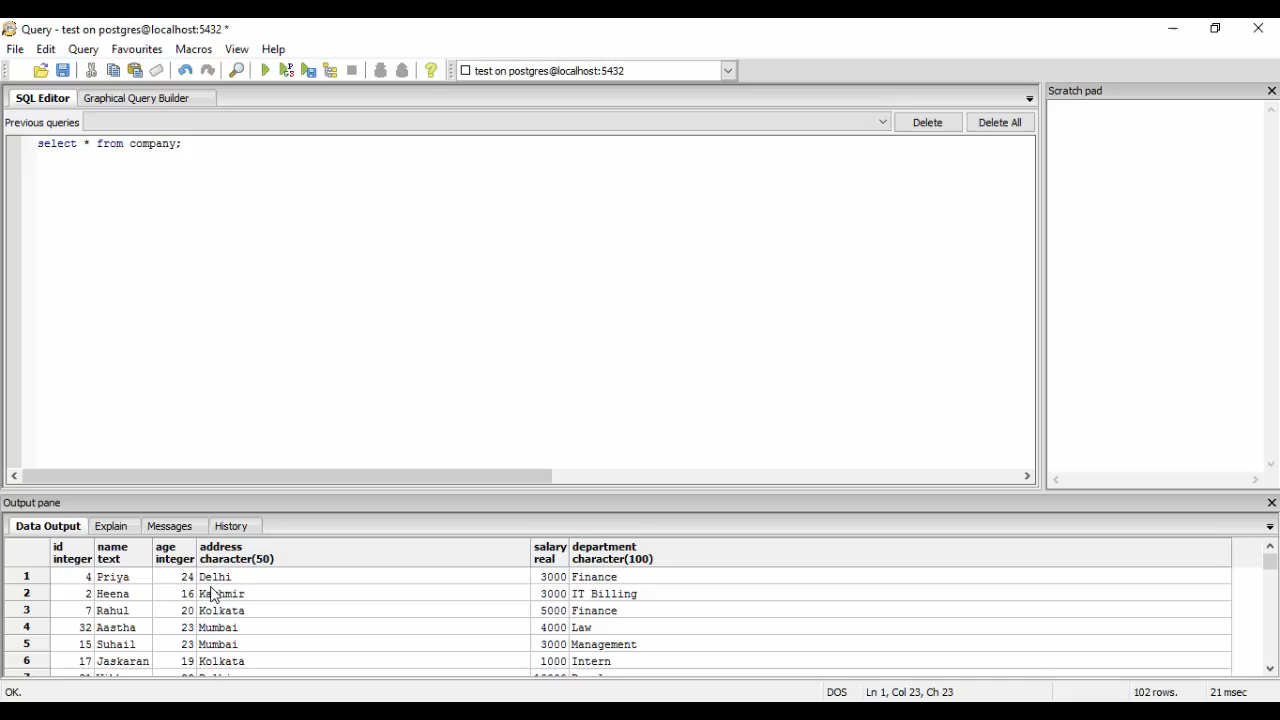 Query - test on postgres@localhost:5432 *
File Edit Query Favourites Macros View Help
test on postgres@localhost:5432
SQL Editor Graphical Query Builder
Scratch pad
Previous queries Delete Delete All
select * from company;
Output pane
Data Output Explain Messages History
id integer name text age integer address character(50) salary real department character(100)
1 4 Priya 24 Delhi 3000 Finance
2 2 Heena 16 Kashmir 3000 IT Billing
3 7 Rahul 20 Kolkata 5000 Finance
4 32 Aastha 23 Mumbai 4000 Law
5 15 Suhail 23 Mumbai 3000 Management
6 17 Jaskaran 19 Kolkata 1000 Intern
OK. DOS Ln 1, Col 23, Ch 23 102 rows. 21 msec